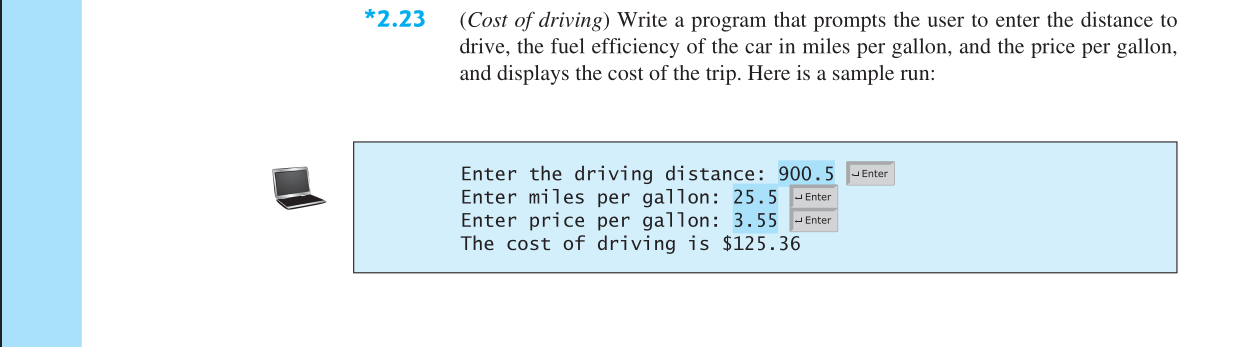 *2.23 (Cost of driving) Write a program that prompts the user to enter the distance to
drive, the fuel efficiency of the car in miles per gallon, and the price per gallon,
and displays the cost of the trip. Here is a sample run:
Enter the driving distance: 900.5 ↵Enter
Enter miles per gallon: 25.5 ↵Enter
Enter price per gallon: 3.55 ↵Enter
The cost of driving is $125.36